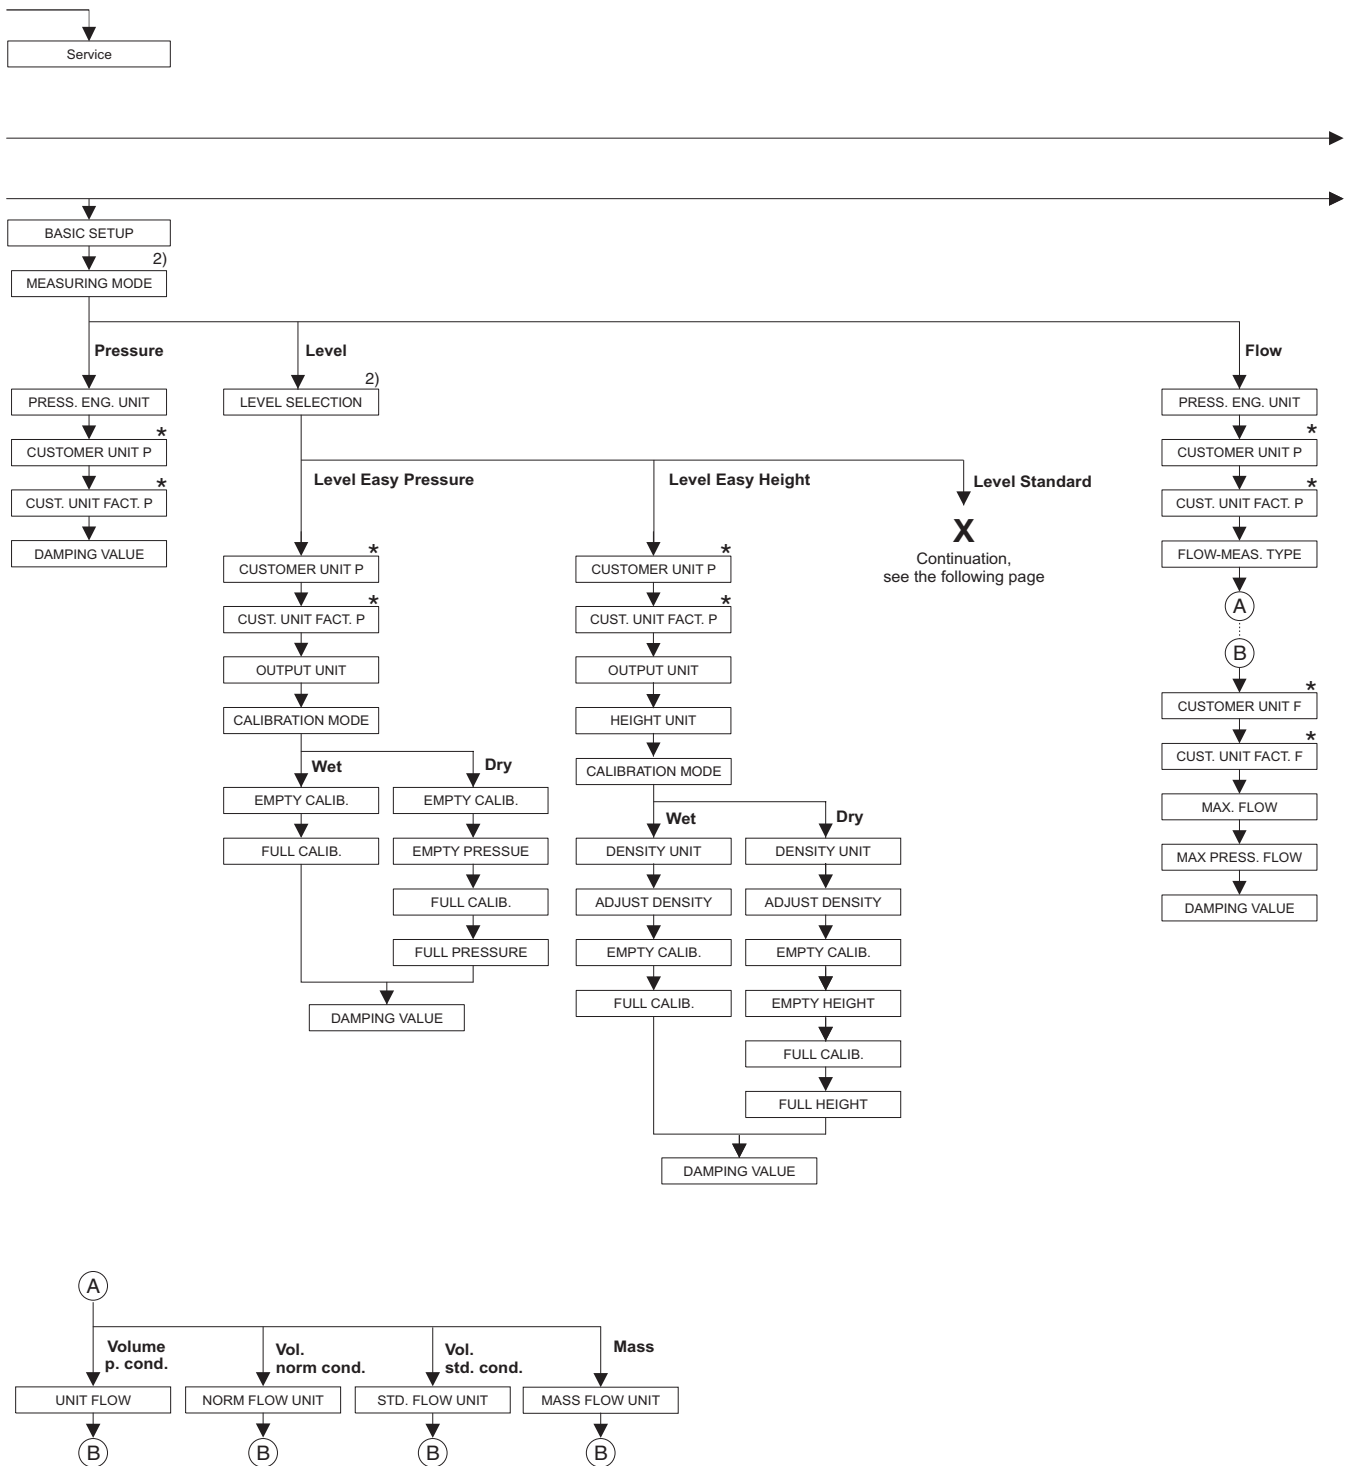 Service
BASIC SETUP
2)
MEASURING MODE
Pressure
PRESS. ENG. UNIT
*
CUSTOMER UNIT P
*
CUST. UNIT FACT. P
DAMPING VALUE
Level
2)
LEVEL SELECTION
Level Easy Pressure
*
CUSTOMER UNIT P
*
CUST. UNIT FACT. P
OUTPUT UNIT
CALIBRATION MODE
Wet
EMPTY CALIB.
FULL CALIB.
Dry
EMPTY CALIB.
EMPTY PRESSUE
FULL CALIB.
FULL PRESSURE
DAMPING VALUE
Level Easy Height
*
CUSTOMER UNIT P
*
CUST. UNIT FACT. P
OUTPUT UNIT
HEIGHT UNIT
CALIBRATION MODE
Wet
DENSITY UNIT
ADJUST DENSITY
EMPTY CALIB.
FULL CALIB.
Dry
DENSITY UNIT
ADJUST DENSITY
EMPTY CALIB.
EMPTY HEIGHT
FULL CALIB.
FULL HEIGHT
DAMPING VALUE
Level Standard
X
Continuation,
see the following page
Flow
PRESS. ENG. UNIT
*
CUSTOMER UNIT P
*
CUST. UNIT FACT. P
FLOW-MEAS. TYPE
A
B
*
CUSTOMER UNIT F
*
CUST. UNIT FACT. F
MAX. FLOW
MAX PRESS. FLOW
DAMPING VALUE
A
Volume
p. cond.
UNIT FLOW
B
Vol.
norm cond.
NORM FLOW UNIT
B
Vol.
std. cond.
STD. FLOW UNIT
B
Mass
MASS FLOW UNIT
B